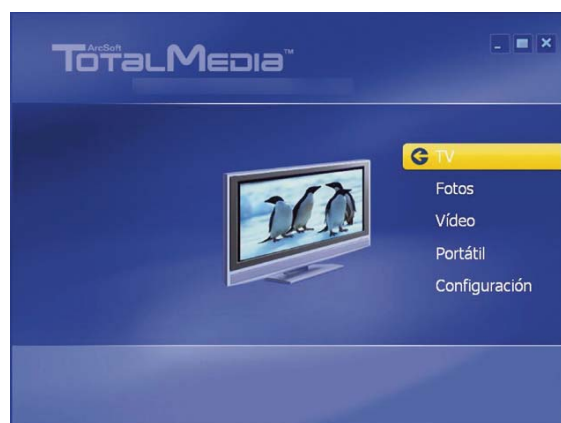 ArcSoft
TOTALMEDIA™
TV
Fotos
Vídeo
Portátil
Configuración